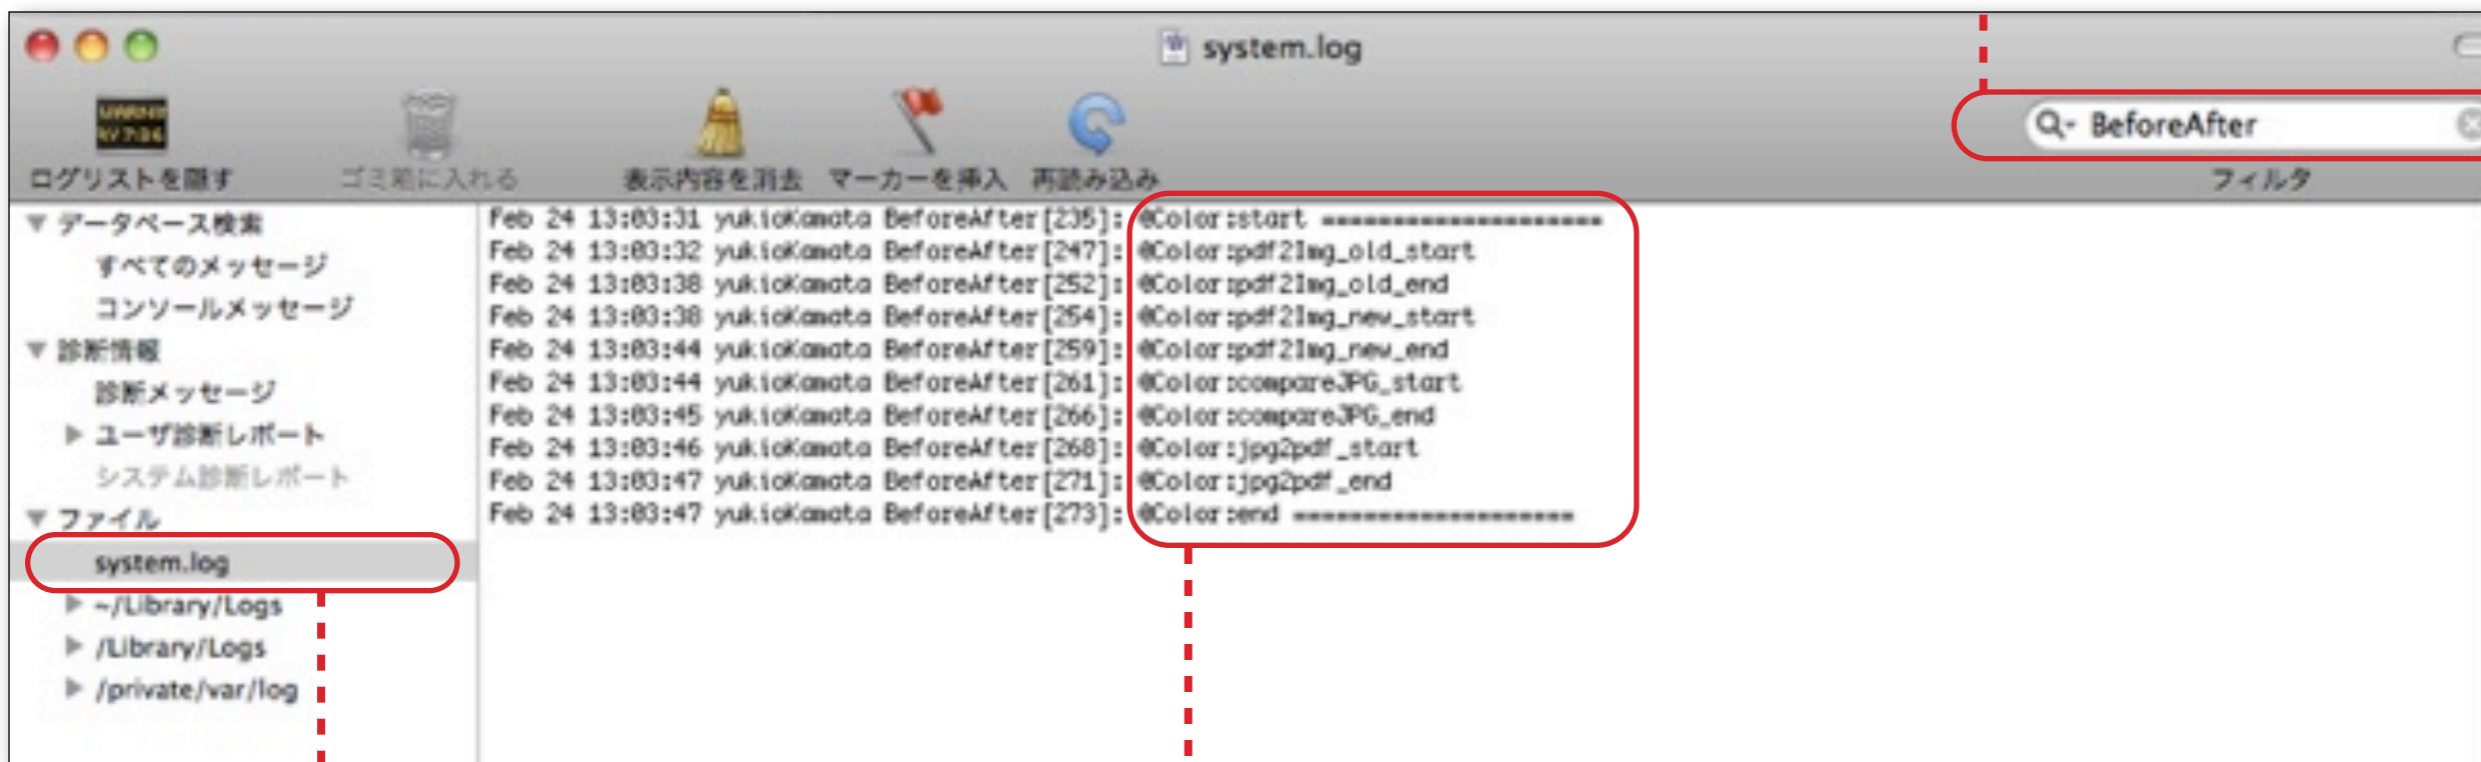 system.log
BeforeAfter
ログリストを隠す
ゴミ箱に入れる
表示内容を消去
マーカーを挿入
再読み込み
フィルタ
データベース検索
すべてのメッセージ
コンソールメッセージ
診断情報
診断メッセージ
ユーザ診断レポート
システム診断レポート
ファイル
system.log
~/Library/Logs
/Library/Logs
/private/var/log
Feb 24 13:03:31 yukioKamata BeforeAfter[235]: @Color:start ====================
Feb 24 13:03:32 yukioKamata BeforeAfter[247]: @Color:pdf2Img_old_start
Feb 24 13:03:38 yukioKamata BeforeAfter[252]: @Color:pdf2Img_old_end
Feb 24 13:03:38 yukioKamata BeforeAfter[254]: @Color:pdf2Img_new_start
Feb 24 13:03:44 yukioKamata BeforeAfter[259]: @Color:pdf2Img_new_end
Feb 24 13:03:44 yukioKamata BeforeAfter[261]: @Color:compareJPG_start
Feb 24 13:03:45 yukioKamata BeforeAfter[266]: @Color:compareJPG_end
Feb 24 13:03:46 yukioKamata BeforeAfter[268]: @Color:jpg2pdf_start
Feb 24 13:03:47 yukioKamata BeforeAfter[271]: @Color:jpg2pdf_end
Feb 24 13:03:47 yukioKamata BeforeAfter[273]: @Color:end ====================